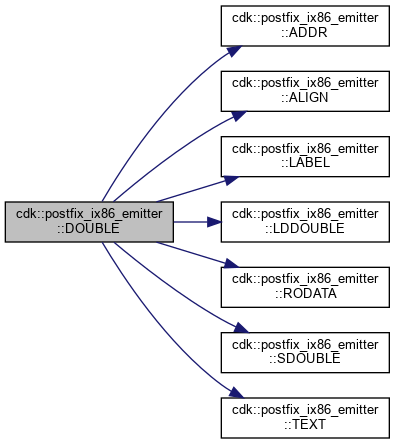 cdk::postfix_ix86_emitter
::ADDR
cdk::postfix_ix86_emitter
::ALIGN
cdk::postfix_ix86_emitter
::LABEL
cdk::postfix_ix86_emitter
::DOUBLE
cdk::postfix_ix86_emitter
::LDDOUBLE
cdk::postfix_ix86_emitter
::RODATA
cdk::postfix_ix86_emitter
::SDOUBLE
cdk::postfix_ix86_emitter
::TEXT